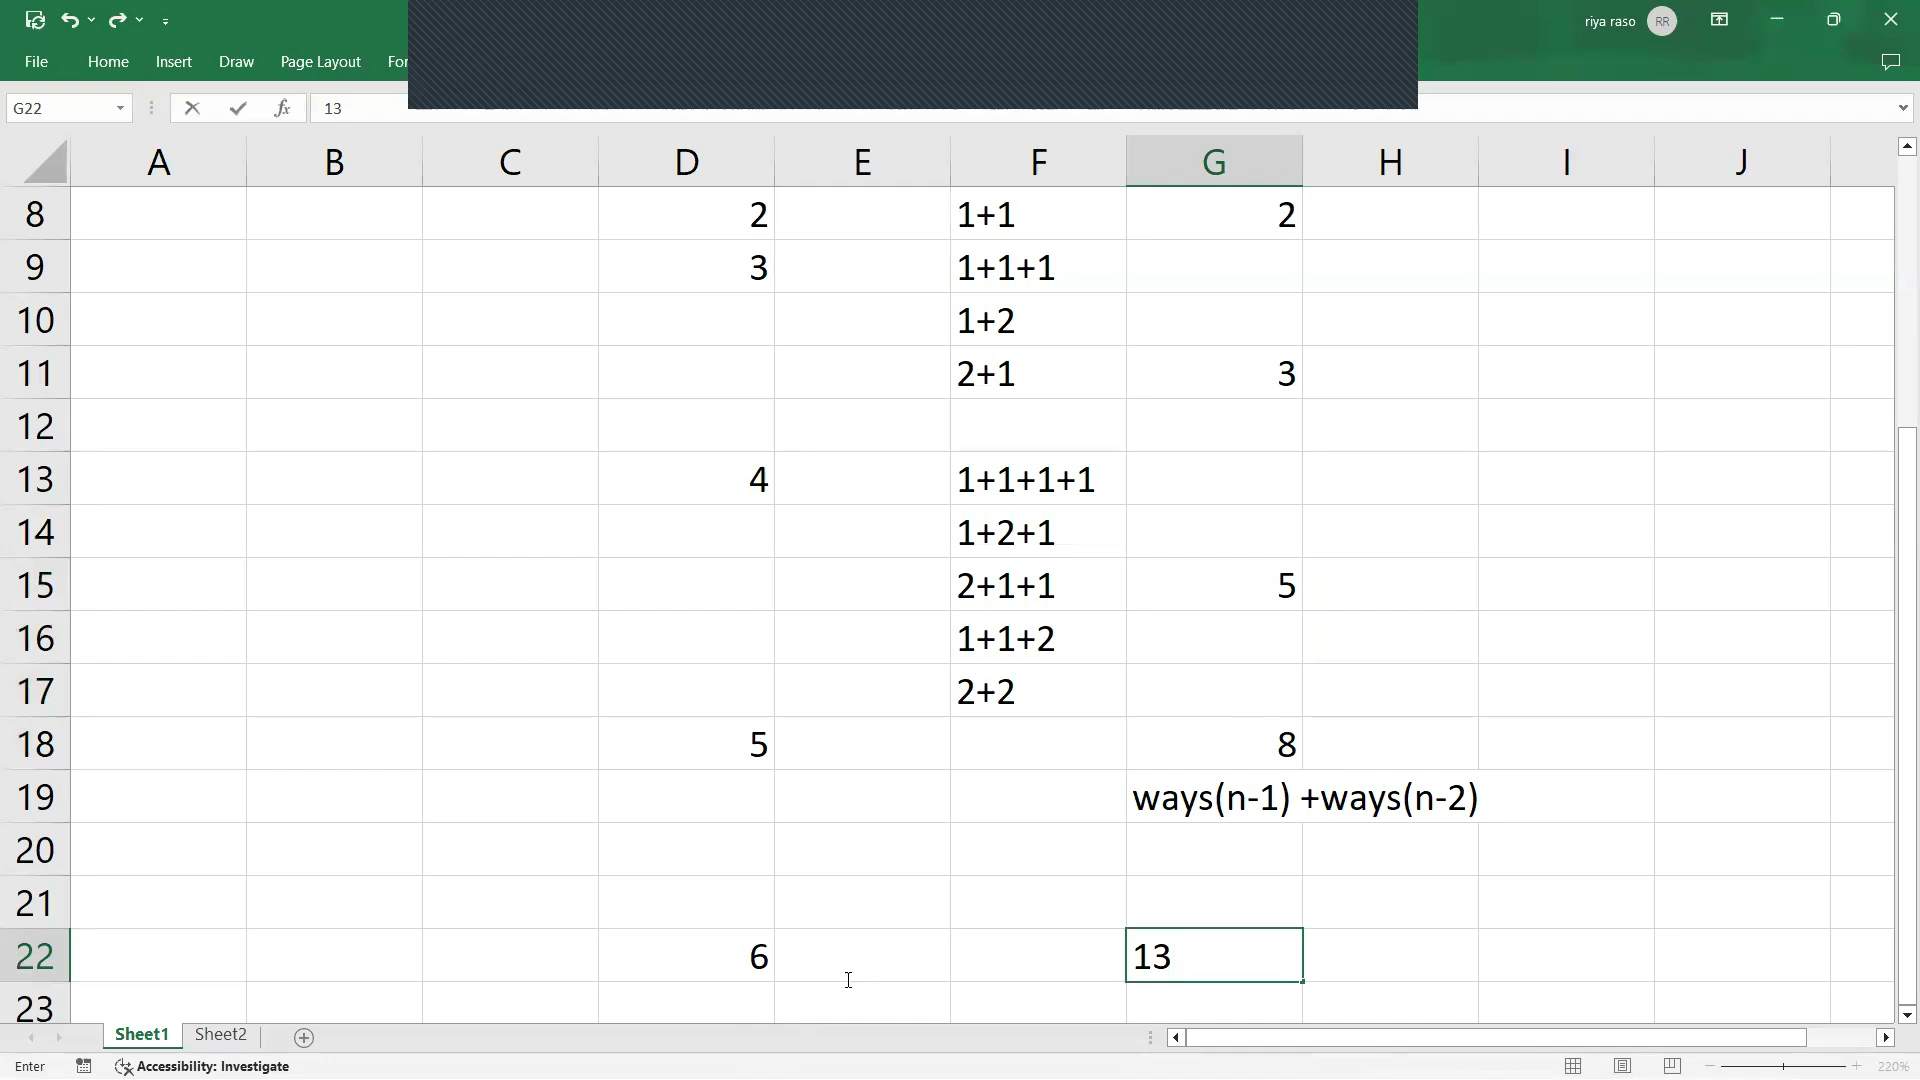 riya raso RR
File Home Insert Draw Page Layout For
G22 fx 13
A B C D E F G H I J
8 2 1+1 2
9 3 1+1+1
10 1+2
11 2+1 3
12
13 4 1+1+1+1
14 1+2+1
15 2+1+1 5
16 1+1+2
17 2+2
18 5 8
19 ways(n-1) +ways(n-2)
20
21
22 6 13
23
Sheet1 Sheet2
Enter Accessibility: Investigate 220%